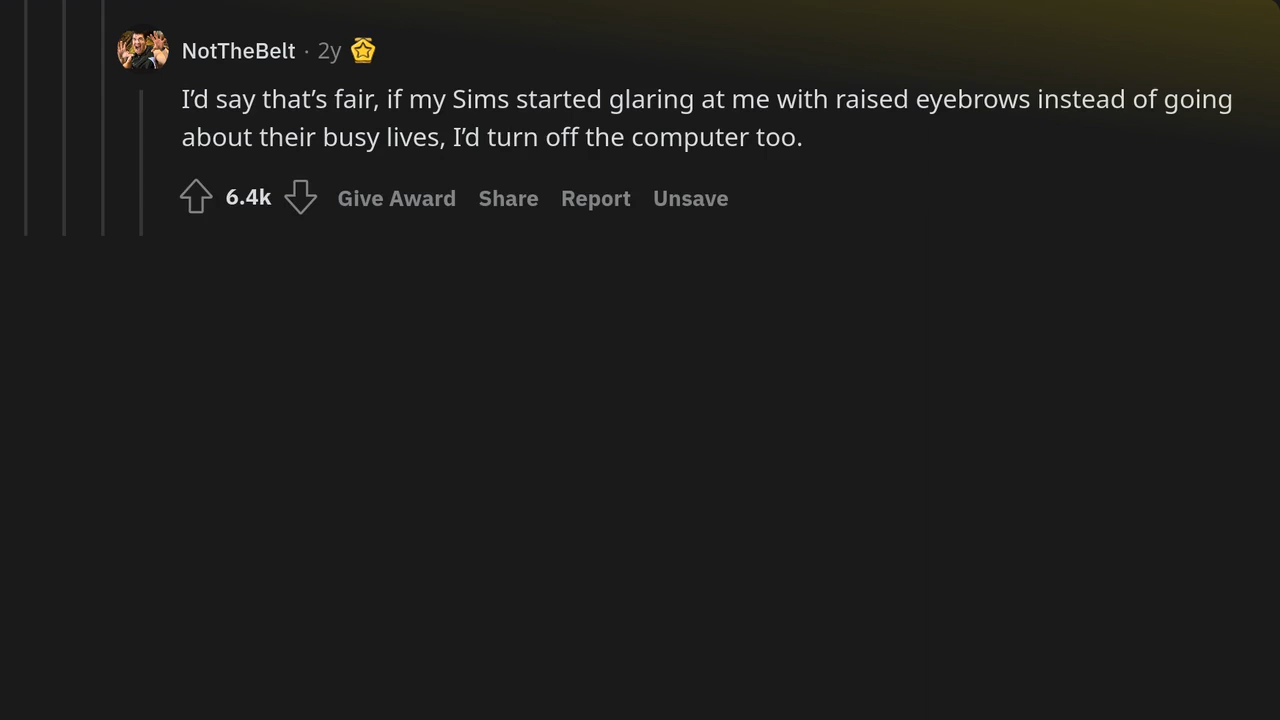 NotTheBelt · 2y
I’d say that’s fair, if my Sims started glaring at me with raised eyebrows instead of going
about their busy lives, I’d turn off the computer too.
6.4k Give Award Share Report Unsave